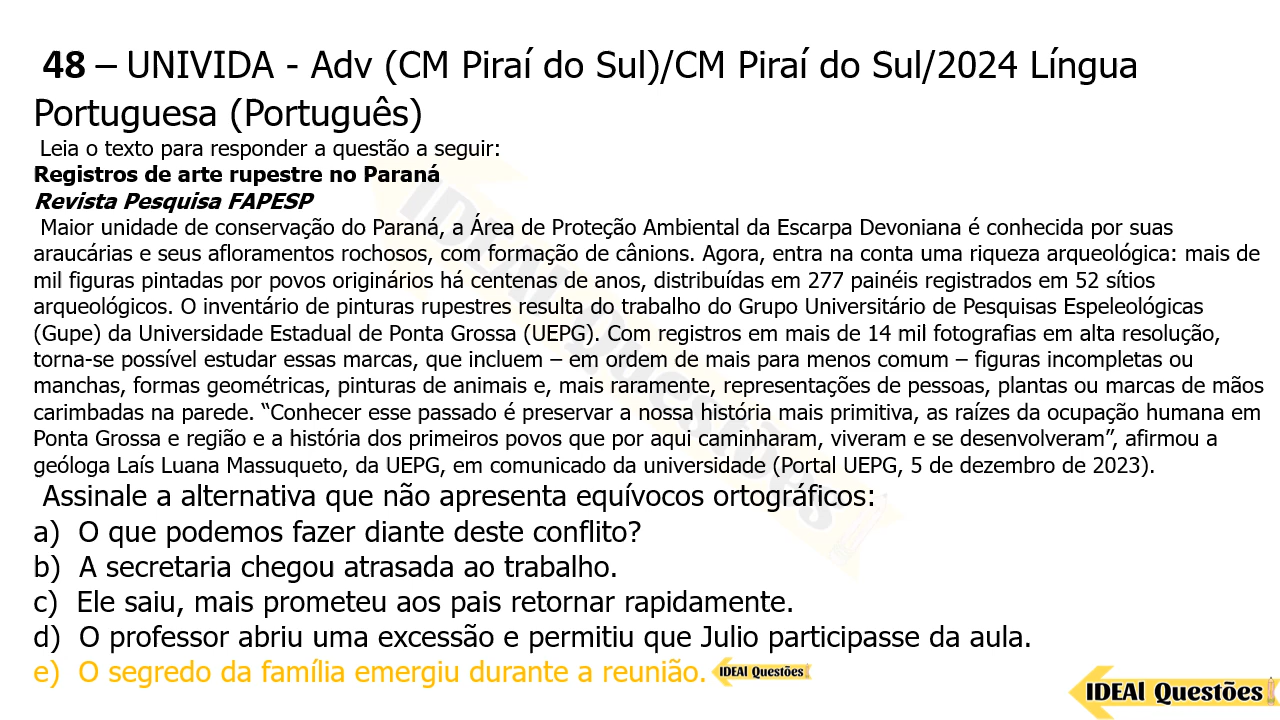 48 – UNIVIDA - Adv (CM Piraí do Sul)/CM Piraí do Sul/2024 Língua
Portuguesa (Português)
Leia o texto para responder a questão a seguir:
Registros de arte rupestre no Paraná
Revista Pesquisa FAPESP
Maior unidade de conservação do Paraná, a Área de Proteção Ambiental da Escarpa Devoniana é conhecida por suas
araucárias e seus afloramentos rochosos, com formação de cânions. Agora, entra na conta uma riqueza arqueológica: mais de
mil figuras pintadas por povos originários há centenas de anos, distribuídas em 277 painéis registrados em 52 sítios
arqueológicos. O inventário de pinturas rupestres resulta do trabalho do Grupo Universitário de Pesquisas Espeleológicas
(Gupe) da Universidade Estadual de Ponta Grossa (UEPG). Com registros em mais de 14 mil fotografias em alta resolução,
torna-se possível estudar essas marcas, que incluem – em ordem de mais para menos comum – figuras incompletas ou
manchas, formas geométricas, pinturas de animais e, mais raramente, representações de pessoas, plantas ou marcas de mãos
carimbadas na parede. “Conhecer esse passado é preservar a nossa história mais primitiva, as raízes da ocupação humana em
Ponta Grossa e região e a história dos primeiros povos que por aqui caminharam, viveram e se desenvolveram”, afirmou a
geóloga Laís Luana Massuqueto, da UEPG, em comunicado da universidade (Portal UEPG, 5 de dezembro de 2023).
Assinale a alternativa que não apresenta equívocos ortográficos:
a) O que podemos fazer diante deste conflito?
b) A secretaria chegou atrasada ao trabalho.
c) Ele saiu, mais prometeu aos pais retornar rapidamente.
d) O professor abriu uma excessão e permitiu que Julio participasse da aula.
e) O segredo da família emergiu durante a reunião. IDEAl Questões
IDEAl Questões
IDEAl Questões